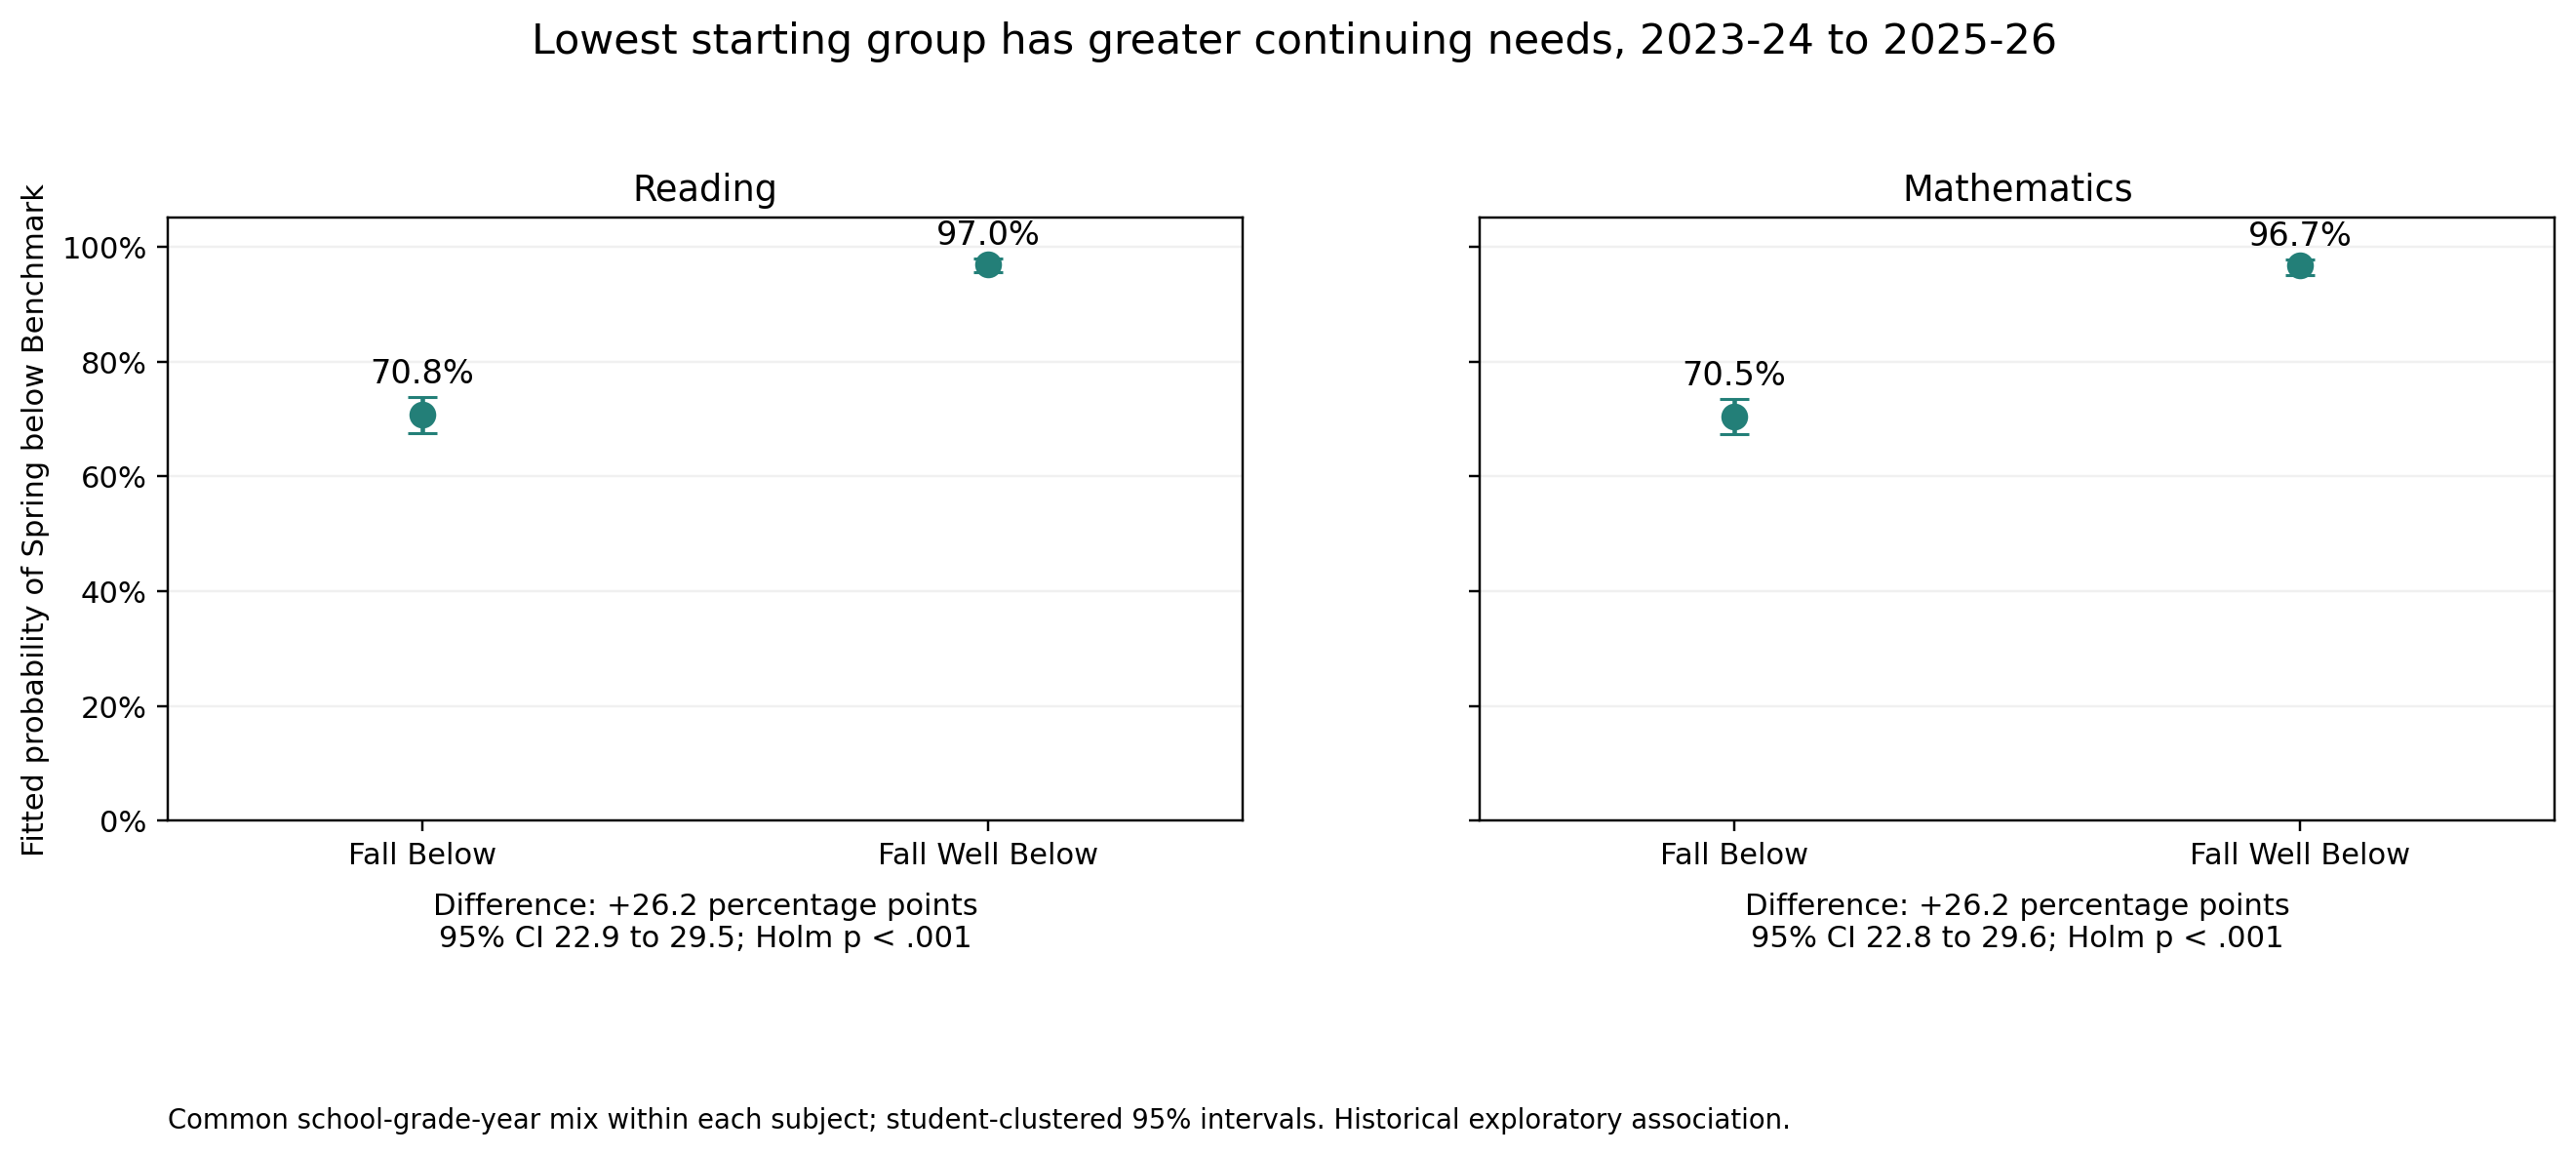 Lowest starting group has greater continuing needs, 2023-24 to 2025-26
Reading
Fitted probability of Spring below Benchmark
100%
80%
60%
40%
20%
0%
70.8%
97.0%
Fall Below
Fall Well Below
Difference: +26.2 percentage points
95% CI 22.9 to 29.5; Holm p < .001
Mathematics
70.5%
96.7%
Fall Below
Fall Well Below
Difference: +26.2 percentage points
95% CI 22.8 to 29.6; Holm p < .001
Common school-grade-year mix within each subject; student-clustered 95% intervals. Historical exploratory association.